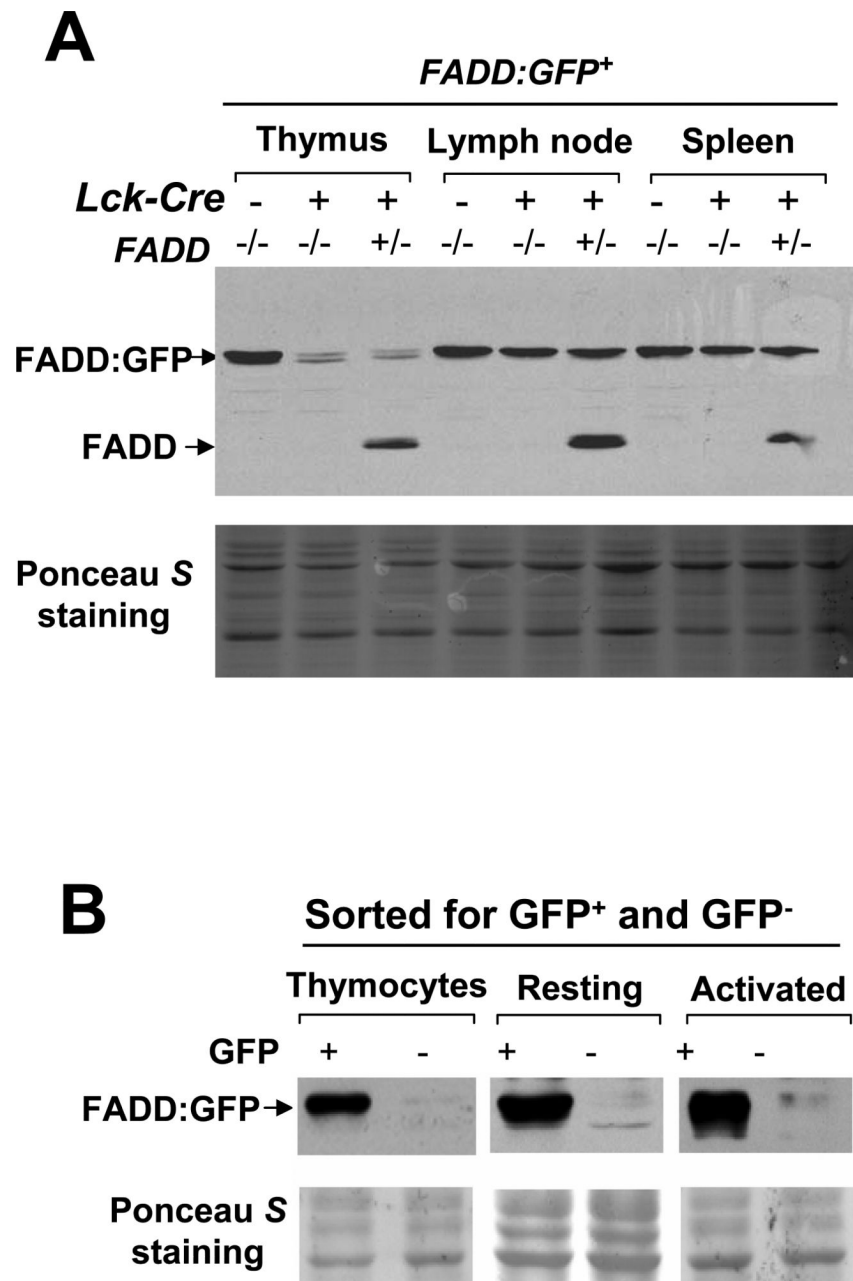 A
FADD:GFP+
Thymus Lymph node Spleen
Lck-Cre - + + - + + - + +
FADD -/- -/- +/- -/- -/- +/- -/- -/- +/-
FADD:GFP
FADD
Ponceau S
staining
B
Sorted for GFP+ and GFP-
Thymocytes Resting Activated
GFP + - + - + -
FADD:GFP
Ponceau S
staining